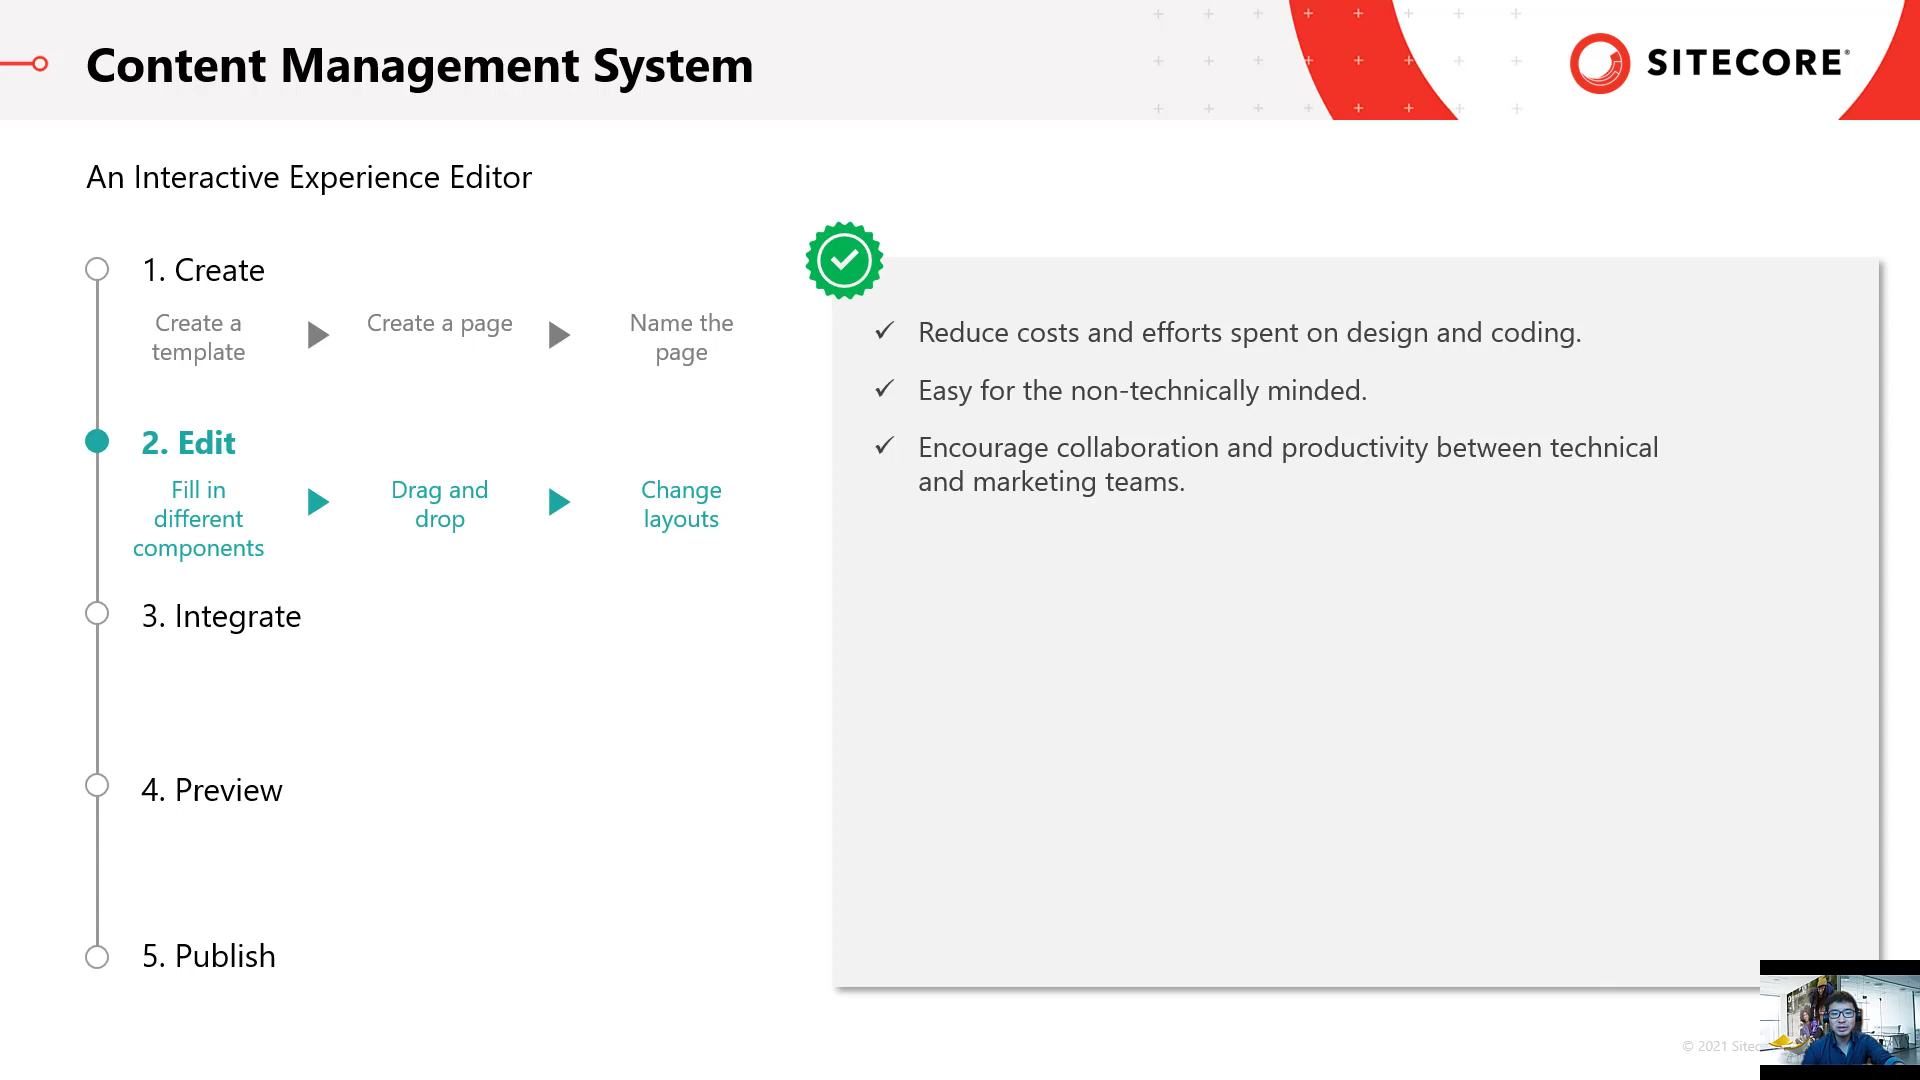 Content Management System
SITECORE
An Interactive Experience Editor
1. Create
Create a
template
Create a page
Name the
page
2. Edit
Fill in
different
components
Drag and
drop
Change
layouts
3. Integrate
4. Preview
5. Publish
✓ Reduce costs and efforts spent on design and coding.
✓ Easy for the non-technically minded.
✓ Encourage collaboration and productivity between technical
and marketing teams.
© 2021